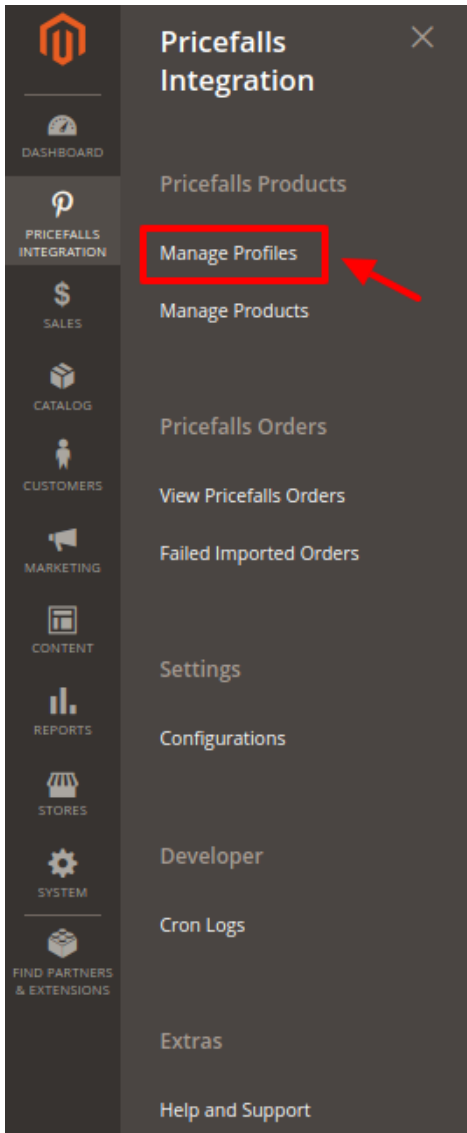 DASHBOARD
PRICEFALLS
INTEGRATION
SALES
CATALOG
CUSTOMERS
MARKETING
CONTENT
REPORTS
STORES
SYSTEM
FIND PARTNERS
& EXTENSIONS
Pricefalls
Integration
Pricefalls Products
Manage Profiles
Manage Products
Pricefalls Orders
View Pricefalls Orders
Failed Imported Orders
Settings
Configurations
Developer
Cron Logs
Extras
Help and Support